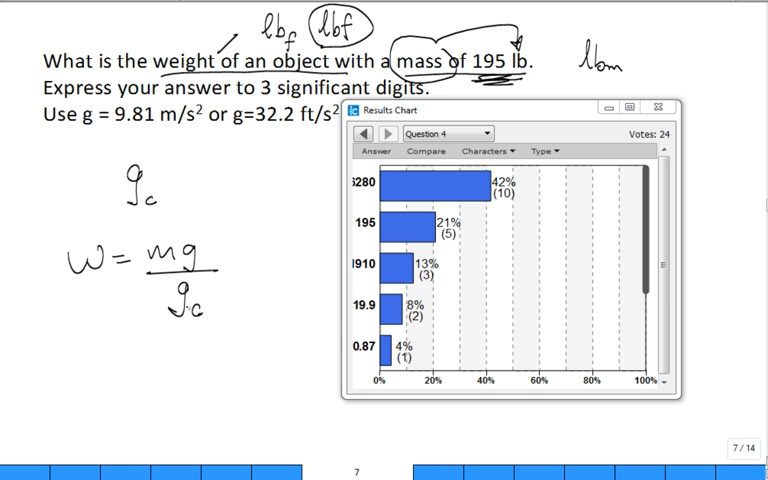 lbf lbf
What is the weight of an object with a mass of 195 lb.
lbm
Express your answer to 3 significant digits.
Use g = 9.81 m/s² or g=32.2 ft/s²
Results Chart
Question 4
Votes: 24
Answer Compare Characters Type
6280 42% (10)
195 21% (5)
1910 13% (3)
19.9 8% (2)
0.87 4% (1)
0% 20% 40% 60% 80% 100%
gc
W = mg / gc
7 / 14
7